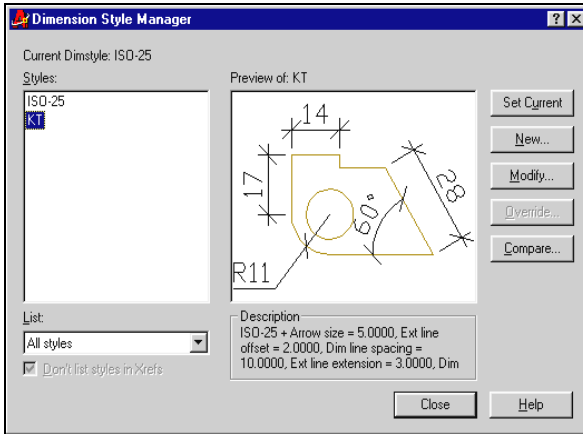 Dimension Style Manager
Current Dimstyle: ISO-25
Styles:
ISO-25
KT
Preview of: KT
14
17
60°
28
R11
Set Current
New...
Modify...
Override...
Compare...
List:
All styles
Don't list styles in Xrefs
Description
ISO-25 + Arrow size = 5.0000, Ext line
offset = 2.0000, Dim line spacing =
10.0000, Ext line extension = 3.0000, Dim
Close
Help